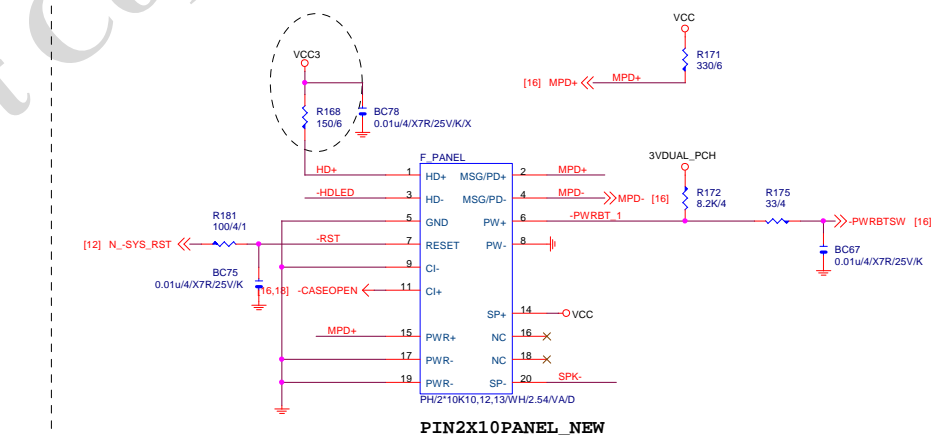 VCC
R171
330/6
[16] MPD+
MPD+
VCC3
R168
150/6
BC78
0.01u/4/X7R/25V/K/X
3VDUAL_PCH
R172
8.2K/4
R175
33/4
-PWRBTSW [16]
BC67
0.01u/4/X7R/25V/K
F_PANEL
HD+ 1 HD+ MSG/PD+ 2 MPD+
-HDLED 3 HD- MSG/PD- 4 MPD- MPD- [16]
5 GND PW+ 6 -PWRBT_1
R181
100/4/1
[12] N_-SYS_RST
-RST 7 RESET PW- 8
9 CI-
BC75
0.01u/4/X7R/25V/K
[16,18] -CASEOPEN 11 CI+
SP+ 14 VCC
MPD+ 15 PWR+ NC 16
17 PWR- NC 18
19 PWR- SP- 20 SPK-
PH/2*10K10,12,13/WH/2.54/VA/D
PIN2X10PANEL_NEW